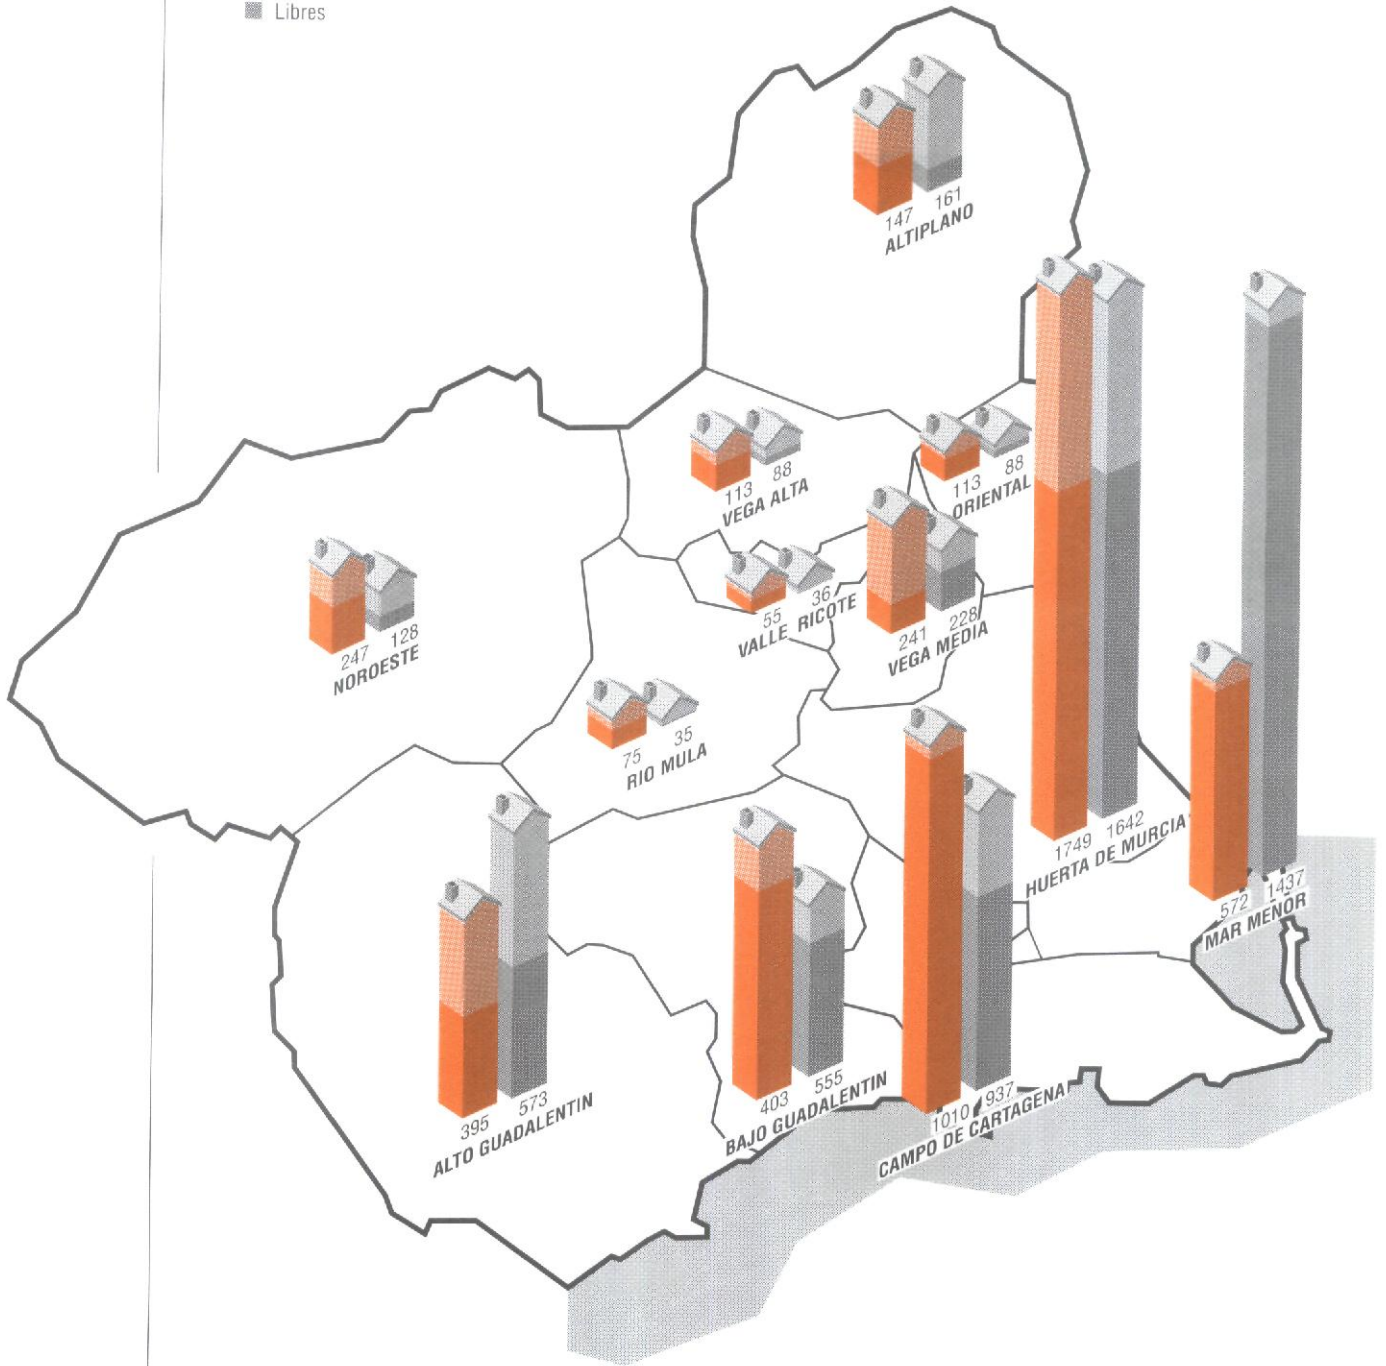 Libres
147 161
ALTIPLANO
113 88
VEGA ALTA
113 88
ORIENTAL
247 128
NOROESTE
55 36
VALLE RICOTE
241 228
VEGA MEDIA
75 35
RIO MULA
1749 1642
HUERTA DE MURCIA
572 1437
MAR MENOR
395 573
ALTO GUADALENTIN
403 555
BAJO GUADALENTIN
1010 937
CAMPO DE CARTAGENA